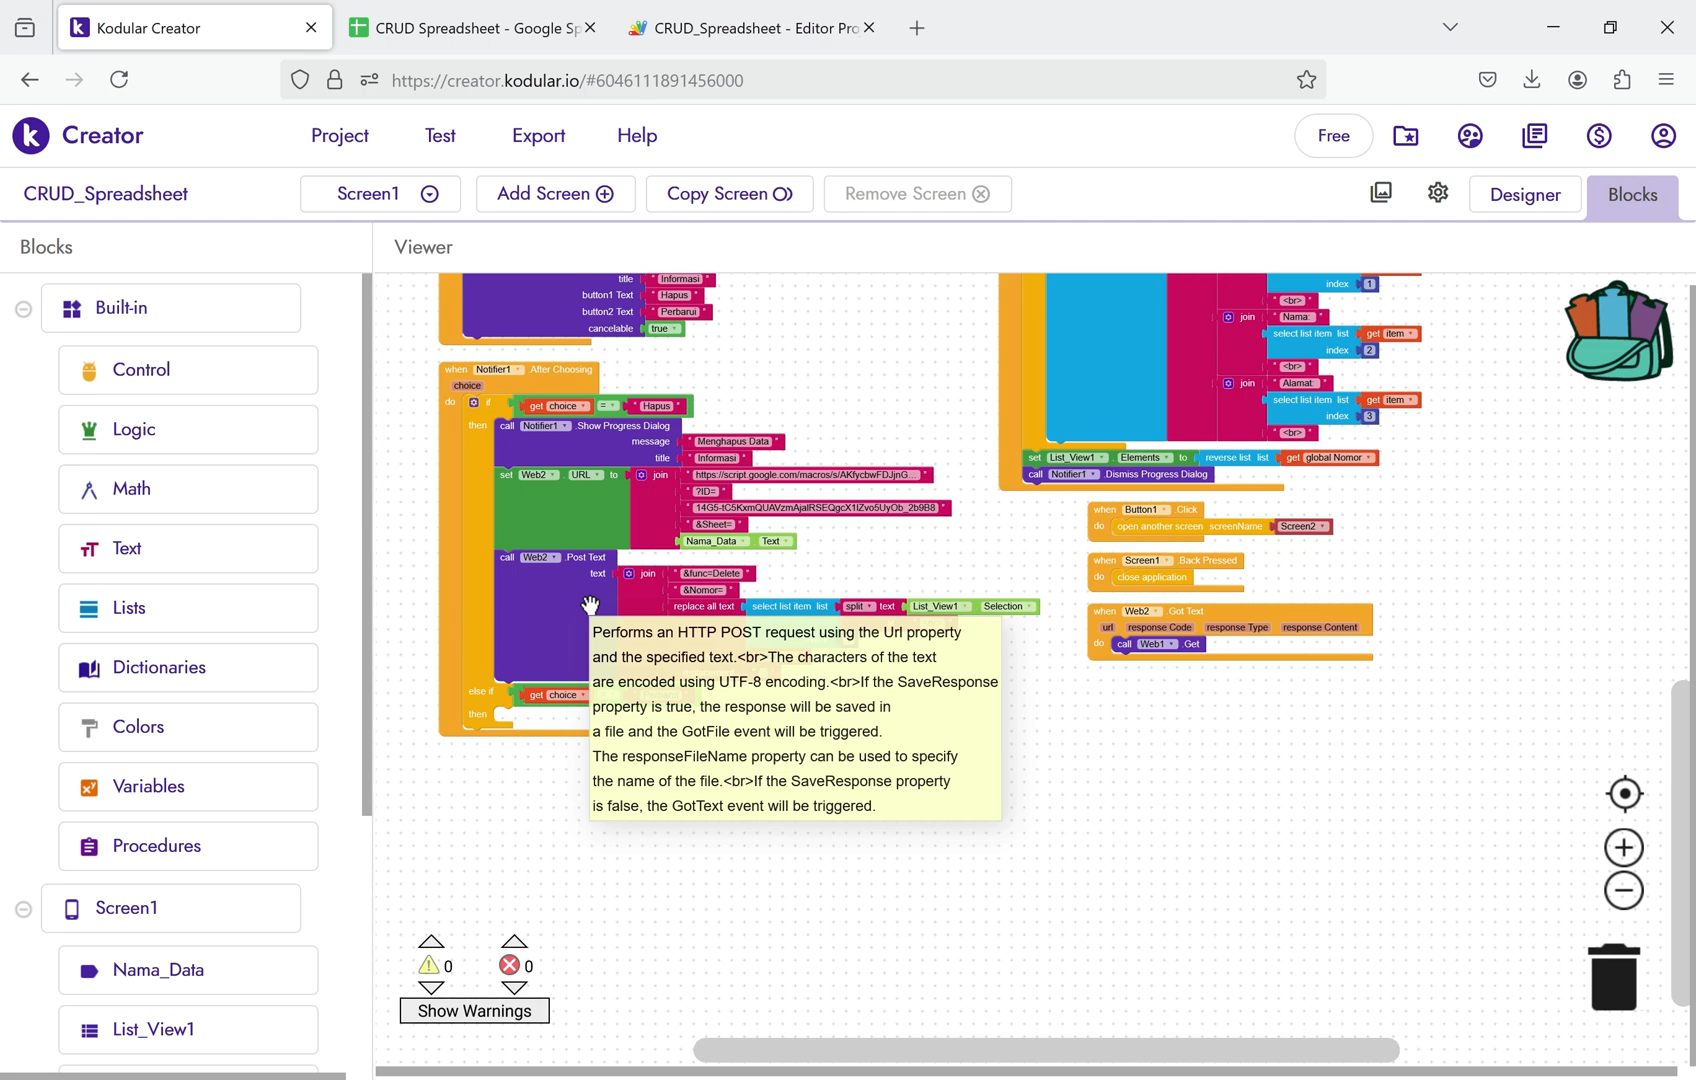 Kodular Creator
CRUD Spreadsheet - Google Sp
CRUD_Spreadsheet - Editor Pro
https://creator.kodular.io/#6046111891456000
Creator
Project
Test
Export
Help
Free
CRUD_Spreadsheet
Screen1
Add Screen
Copy Screen
Remove Screen
Designer
Blocks
Blocks
Viewer
Built-in
Control
Logic
Math
Text
Lists
Dictionaries
Colors
Variables
Procedures
Screen1
Nama_Data
List_View1
title " Informasi "
button1 Text " Hapus "
button2 Text " Perbarui "
cancelable true
when Notifier1 .After Choosing
choice
do if get choice = " Hapus "
then call Notifier1 .Show Progress Dialog
message " Menghapus Data "
title " Informasi "
set Web2 . URL to join " https://script.google.com/macros/s/AKfycbwFDJjnG... "
" ?ID= "
" 14G5-tC5KxmQUAVzmAjalRSEQgcX1IZvo5UyOb_2b9B8 "
" &Sheet= "
Nama_Data . Text
call Web2 .Post Text
text join " &func=Delete "
" &Nomor= "
replace all text select list item list split text List_View1 . Selection
else if get choice
then
Performs an HTTP POST request using the Url property
and the specified text.<br>The characters of the text
are encoded using UTF-8 encoding.<br>If the SaveResponse
property is true, the response will be saved in
a file and the GotFile event will be triggered.
The responseFileName property can be used to specify
the name of the file.<br>If the SaveResponse property
is false, the GotText event will be triggered.
index 1
" <br> "
join " Nama: "
select list item list get item
index 2
" <br> "
join " Alamat: "
select list item list get item
index 3
" <br> "
set List_View1 . Elements to reverse list list get global Nomor
call Notifier1 .Dismiss Progress Dialog
when Button1 .Click
do open another screen screenName Screen2
when Screen1 .Back Pressed
do close application
when Web2 .Got Text
url response Code response Type response Content
do call Web1 .Get
0
0
Show Warnings